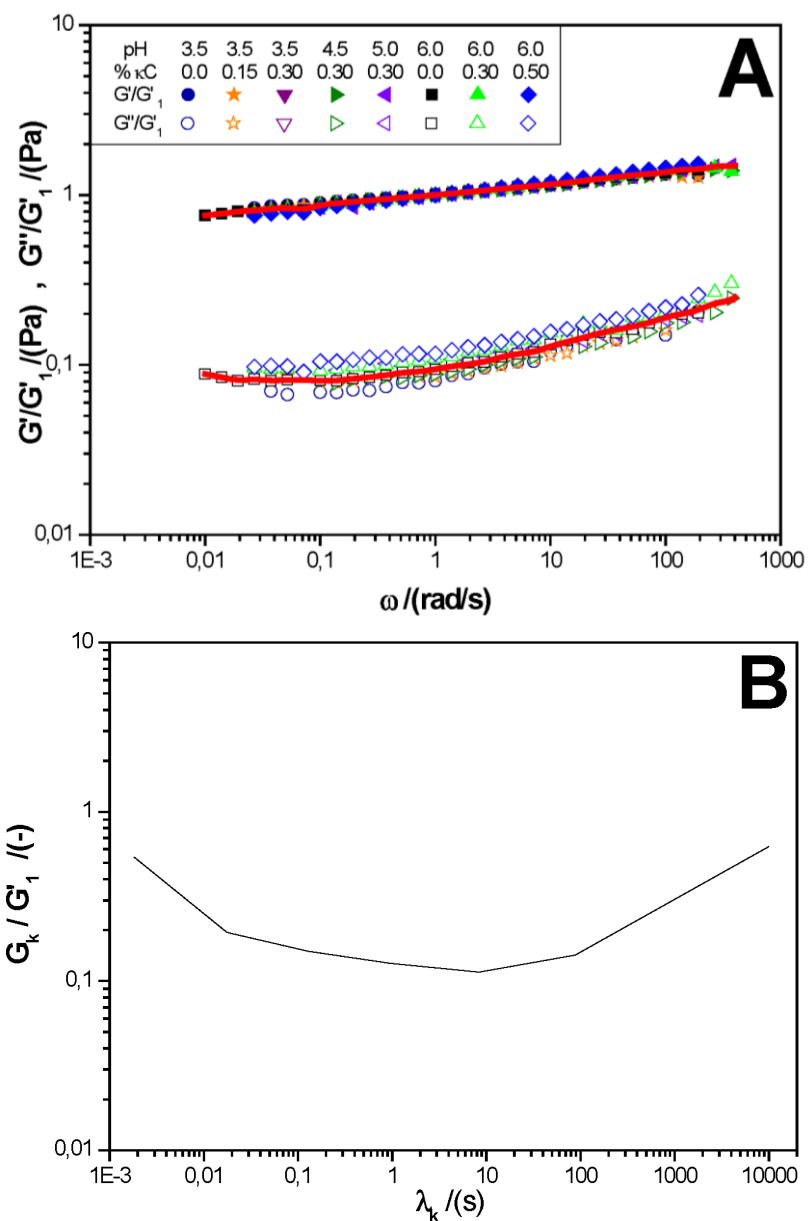 A
pH 3.5 3.5 3.5 4.5 5.0 6.0 6.0 6.0
% κC 0.0 0.15 0.30 0.30 0.30 0.0 0.30 0.50
G'/G'₁
G''/G'₁
10
1
0,1
0,01
G'/G'₁ /(Pa) , G''/G'₁ /(Pa)
1E-3 0,01 0,1 1 10 100 1000
ω /(rad/s)
B
10
1
0,1
0,01
Gₖ / G'₁ /(-)
1E-3 0,01 0,1 1 10 100 1000 10000
λₖ /(s)